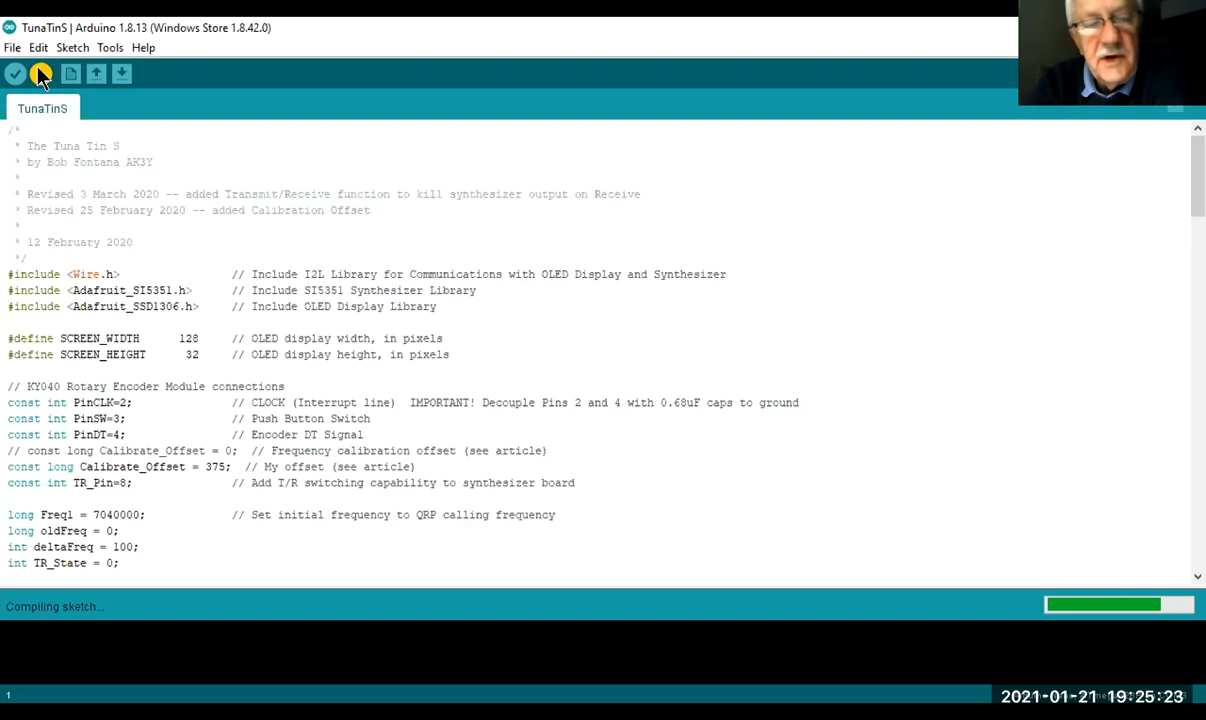 TunaTinS | Arduino 1.8.13 (Windows Store 1.8.42.0)
File Edit Sketch Tools Help
TunaTinS
/*
* The Tuna Tin S
* by Bob Fontana AK3Y
*
* Revised 3 March 2020 -- added Transmit/Receive function to kill synthesizer output on Receive
* Revised 25 February 2020 -- added Calibration Offset
*
* 12 February 2020
*/
#include <Wire.h> // Include I2L Library for Communications with OLED Display and Synthesizer
#include <Adafruit_SI5351.h> // Include SI5351 Synthesizer Library
#include <Adafruit_SSD1306.h> // Include OLED Display Library
#define SCREEN_WIDTH 128 // OLED display width, in pixels
#define SCREEN_HEIGHT 32 // OLED display height, in pixels
// KY040 Rotary Encoder Module connections
const int PinCLK=2; // CLOCK (Interrupt line) IMPORTANT! Decouple Pins 2 and 4 with 0.68uF caps to ground
const int PinSW=3; // Push Button Switch
const int PinDT=4; // Encoder DT Signal
// const long Calibrate_Offset = 0; // Frequency calibration offset (see article)
const long Calibrate_Offset = 375; // My offset (see article)
const int TR_Pin=8; // Add T/R switching capability to synthesizer board
long Freq1 = 7040000; // Set initial frequency to QRP calling frequency
long oldFreq = 0;
int deltaFreq = 100;
int TR_State = 0;
Compiling sketch...
1
2021-01-21 19:25:23